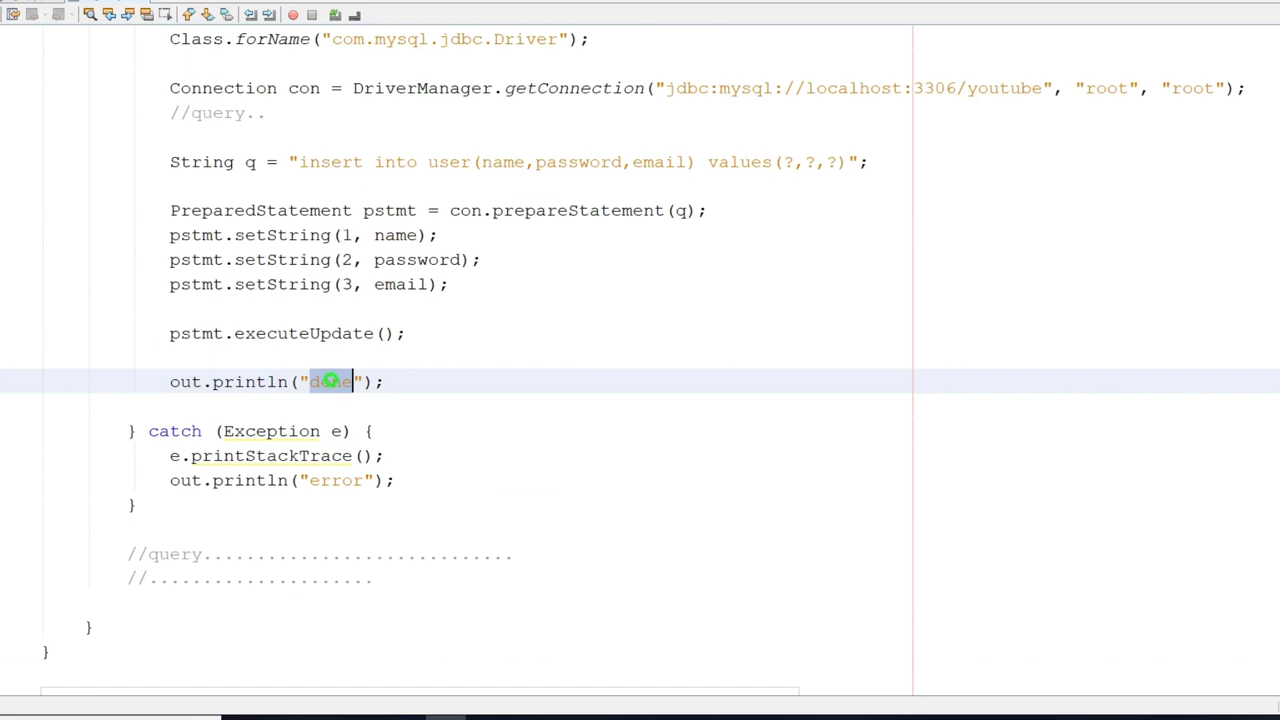 Class.forName("com.mysql.jdbc.Driver");
Connection con = DriverManager.getConnection("jdbc:mysql://localhost:3306/youtube", "root", "root");
//query..
String q = "insert into user(name,password,email) values(?,?,?)";
PreparedStatement pstmt = con.prepareStatement(q);
pstmt.setString(1, name);
pstmt.setString(2, password);
pstmt.setString(3, email);
pstmt.executeUpdate();
out.println("done");
} catch (Exception e) {
e.printStackTrace();
out.println("error");
}
//query.............................
//.....................
}
}